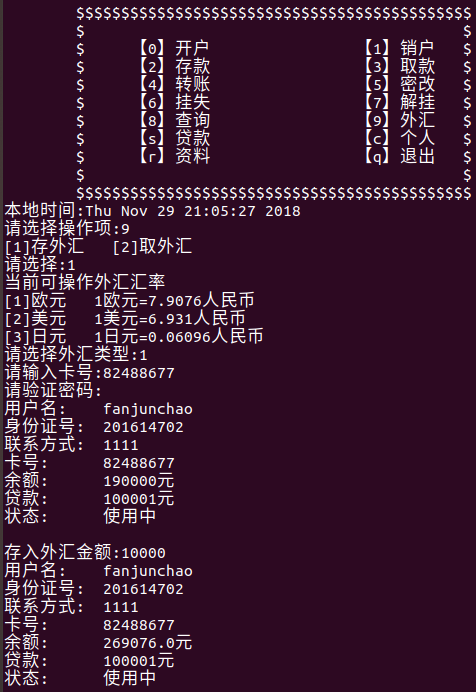 $$$$$$$$$$$$$$$$$$$$$$$$$$$$$$$$$$$$$$$$$$$$
$ $
$ 【0】开户 【1】销户 $
$ 【2】存款 【3】取款 $
$ 【4】转账 【5】密改 $
$ 【6】挂失 【7】解挂 $
$ 【8】查询 【9】外汇 $
$ 【s】贷款 【c】个人 $
$ 【r】资料 【q】退出 $
$ $
$$$$$$$$$$$$$$$$$$$$$$$$$$$$$$$$$$$$$$$$$$$$
本地时间:Thu Nov 29 21:05:27 2018
请选择操作项:9
[1]存外汇 [2]取外汇
请选择:1
当前可操作外汇汇率
[1]欧元 1欧元=7.9076人民币
[2]美元 1美元=6.931人民币
[3]日元 1日元=0.06096人民币
请选择外汇类型:1
请输入卡号:82488677
请验证密码:
用户名: fanjunchao
身份证号: 201614702
联系方式: 1111
卡号: 82488677
余额: 190000元
贷款: 100001元
状态: 使用中
存入外汇金额:10000
用户名: fanjunchao
身份证号: 201614702
联系方式: 1111
卡号: 82488677
余额: 269076.0元
贷款: 100001元
状态: 使用中